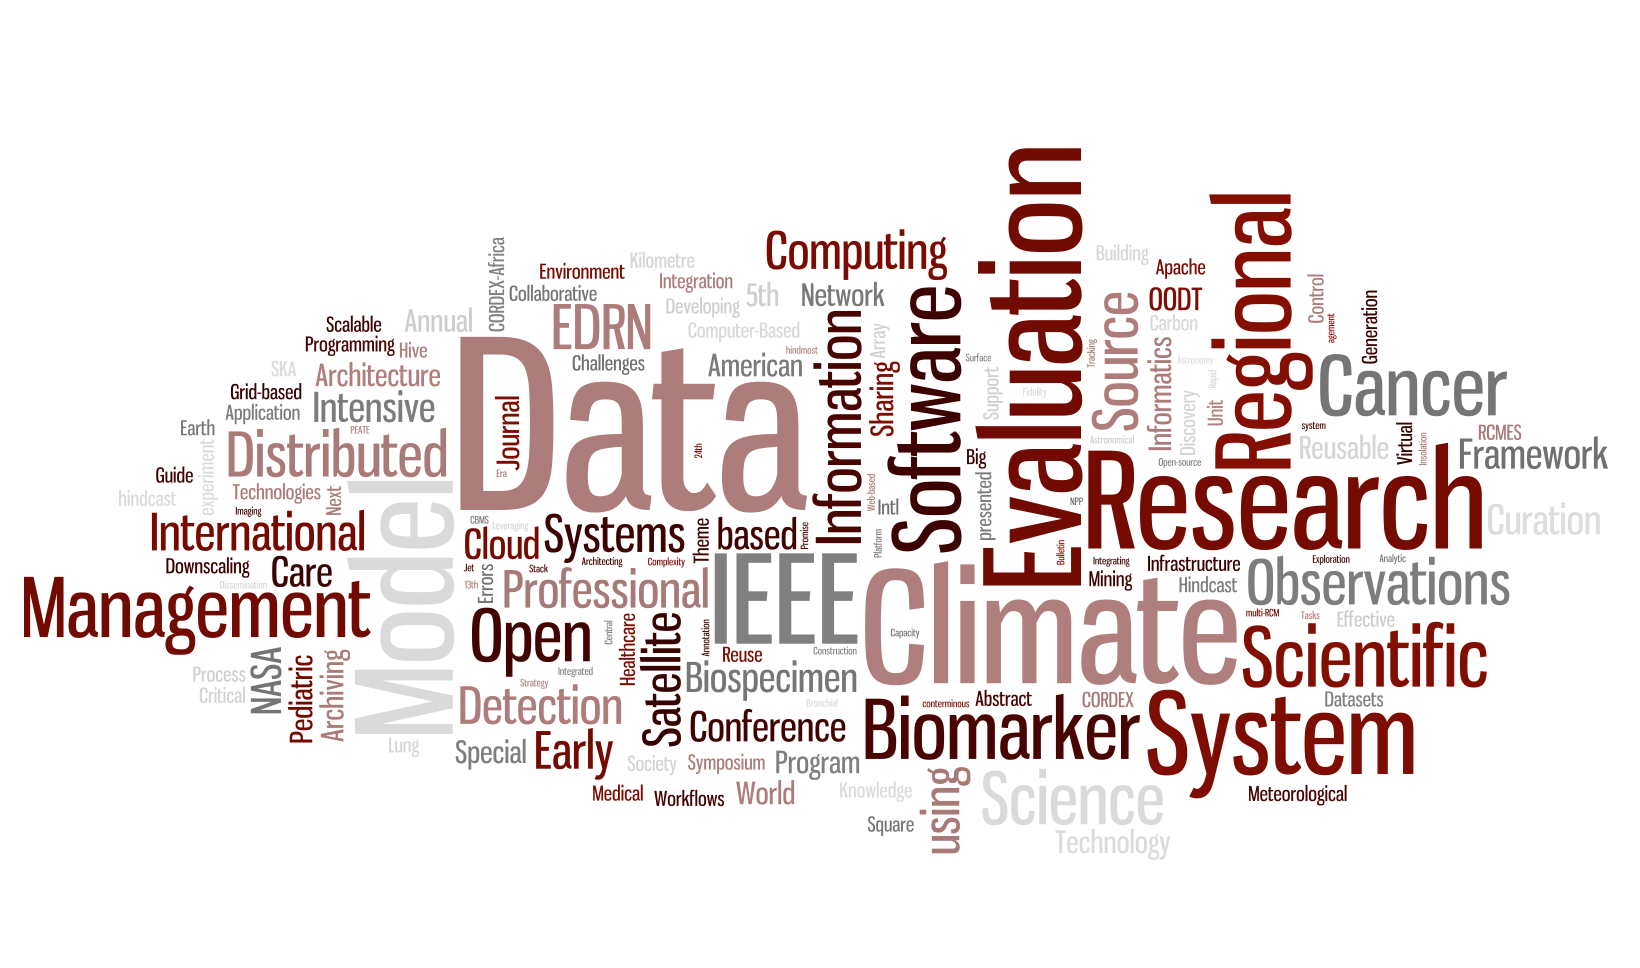 Evaluation
Regional
Computing
CORDEX-Africa
Environment
Kilometre
Building
Apache
Collaborative
Integration
Developing
5th
Network
Software
OODT
Source
Control
Generation
Scalable
Annual
EDRN
Computer-Based
Information
Array
Carbon
agement
Programming
Hive
Challenges
hindmost
American
Sharing
Surface
Tracking
Informatics
Astronomy
Cancer
SKA
Architecture
Data
Support
Fidelity
Discovery
Rapid
Unit
Grid-based
Application
Intensive
Journal
Earth
PEATE
24th
Big
Astronomical
system
Virtual
Insolation
RCMES
Distributed
experiment
Era
Open-source
Reusable
Framework
Guide
Technologies
Next
Web-based
presented
NPP
Research
hindcast
Imaging
Model
Intl
International
CBMS
Leveraging
Cloud
Systems
Theme
based
Promise
Platform
Bulletin
Curation
Downscaling
Care
Jet
Stack
Architecting
Complexity
IEEE
Climate
Integrating
Infrastructure
Exploration
Analytic
Dissemination
13th
Errors
Professional
Mining
Hindcast
Observations
Management
Open
Central
Healthcare
Satellite
Annotation
Capacity
multi-RCM
Tasks
Effective
NASA
Pediatric
Archiving
Reuse
Construction
Scientific
Process
Integrated
Biospecimen
Critical
Strategy
Detection
Bronchial
conterminous
Abstract
CORDEX
Datasets
Lung
Special
Early
Conference
Biomarker
System
Society
Symposium
Program
using
Science
Medical
Workflows
World
Knowledge
Meteorological
Square
Technology